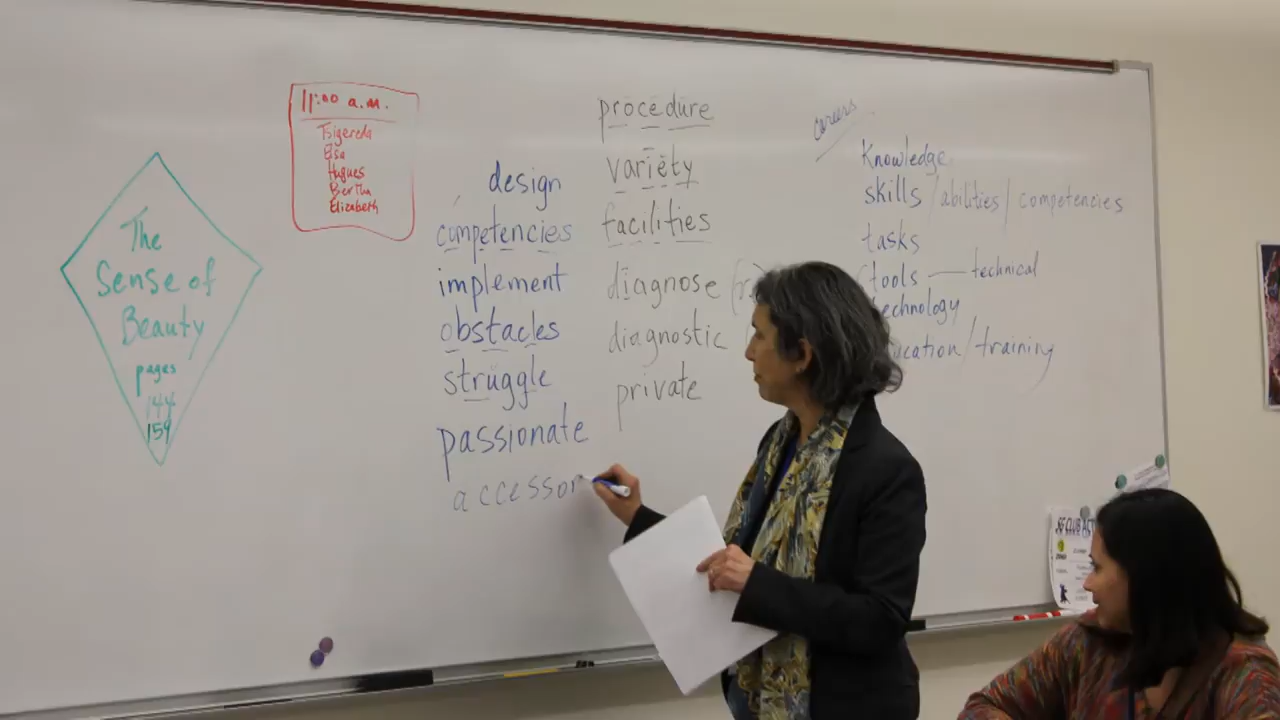 The
Sense of
Beauty
pages
144
159
11:00 a.m.
Tsigereda
Elsa
Hugues
Bertha
Elizabeth
design
competencies
implement
obstacles
struggle
passionate
accessor
procedure
variety
facilities
diagnose
diagnostic
private
careers
Knowledge
skills / abilities / competencies
tasks
tools — technical
technology
/ training